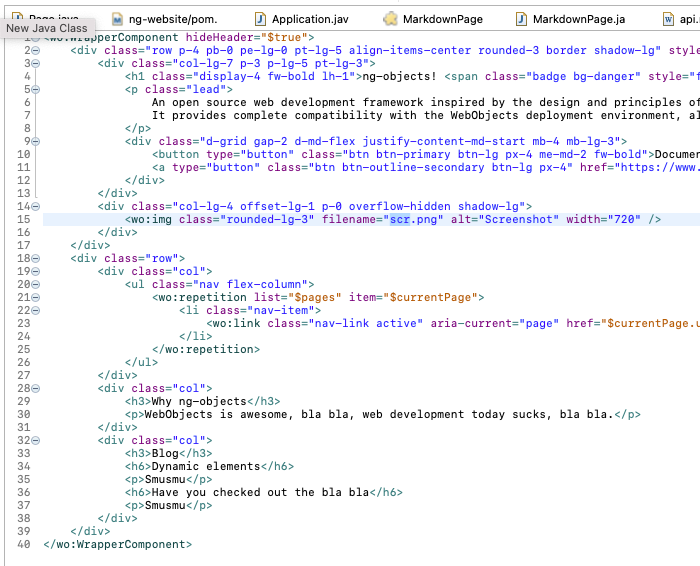 Page.java ng-website/pom. Application.jav MarkdownPage MarkdownPage.ja api.
New Java Class
1 <wo:WrapperComponent hideHeader="$true">
2 <div class="row p-4 pb-0 pe-lg-0 pt-lg-5 align-items-center rounded-3 border shadow-lg" style
3 <div class="col-lg-7 p-3 p-lg-5 pt-lg-3">
4 <h1 class="display-4 fw-bold lh-1">ng-objects! <span class="badge bg-danger" style="f
5 <p class="lead">
6 An open source web development framework inspired by the design and principles of
7 It provides complete compatibility with the WebObjects deployment environment, al
8 </p>
9 <div class="d-grid gap-2 d-md-flex justify-content-md-start mb-4 mb-lg-3">
10 <button type="button" class="btn btn-primary btn-lg px-4 me-md-2 fw-bold">Documen
11 <a type="button" class="btn btn-outline-secondary btn-lg px-4" href="https://www.
12 </div>
13 </div>
14 <div class="col-lg-4 offset-lg-1 p-0 overflow-hidden shadow-lg">
15 <wo:img class="rounded-lg-3" filename="scr.png" alt="Screenshot" width="720" />
16 </div>
17 </div>
18 <div class="row">
19 <div class="col">
20 <ul class="nav flex-column">
21 <wo:repetition list="$pages" item="$currentPage">
22 <li class="nav-item">
23 <wo:link class="nav-link active" aria-current="page" href="$currentPage.u
24 </li>
25 </wo:repetition>
26 </ul>
27 </div>
28 <div class="col">
29 <h3>Why ng-objects</h3>
30 <p>WebObjects is awesome, bla bla, web development today sucks, bla bla.</p>
31 </div>
32 <div class="col">
33 <h3>Blog</h3>
34 <h6>Dynamic elements</h6>
35 <p>Smusmu</p>
36 <h6>Have you checked out the bla bla</h6>
37 <p>Smusmu</p>
38 </div>
39 </div>
40 </wo:WrapperComponent>